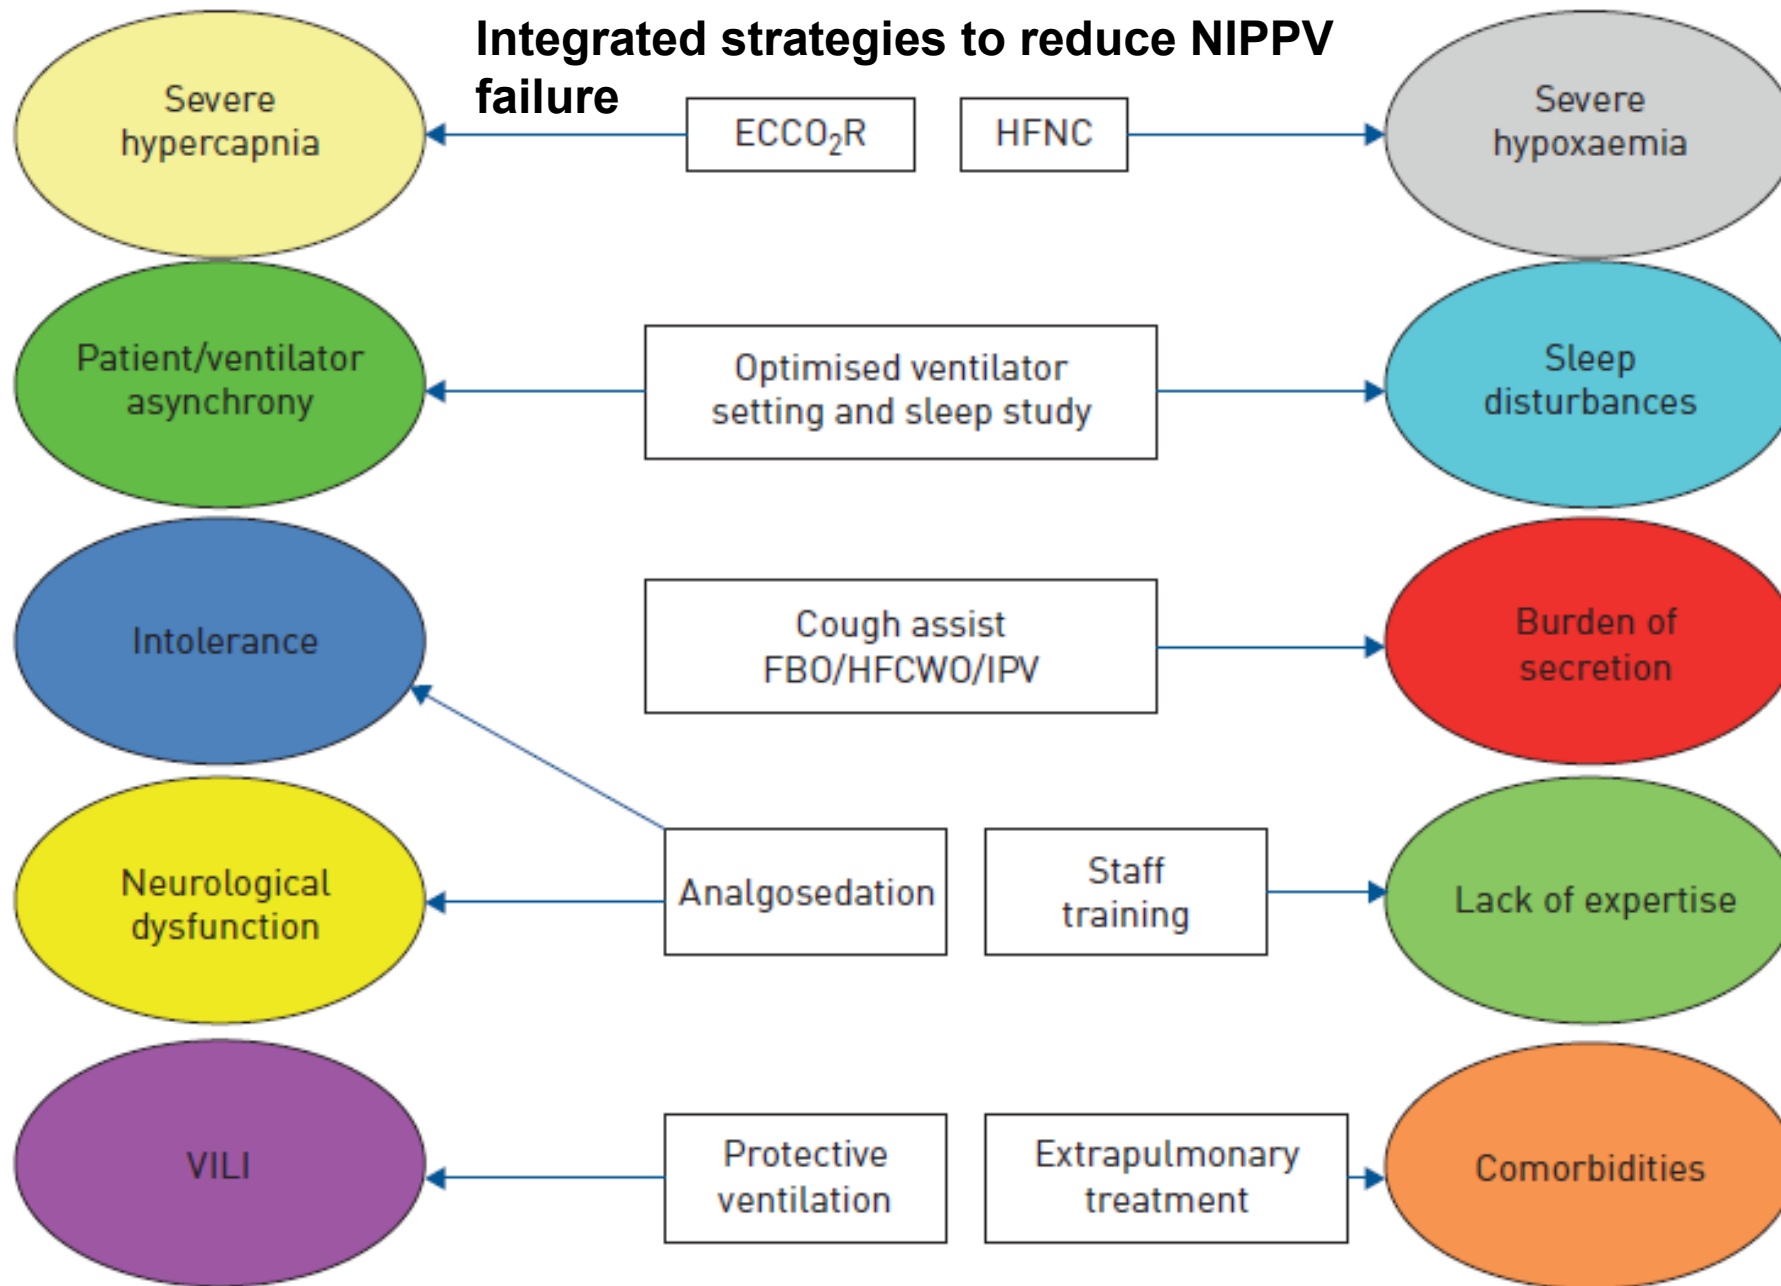 Integrated strategies to reduce NIPPV
failure
Severe
hypercapnia
ECCO₂R
HFNC
Severe
hypoxaemia
Patient/ventilator
asynchrony
Optimised ventilator
setting and sleep study
Sleep
disturbances
Intolerance
Cough assist
FBO/HFCWO/IPV
Burden of
secretion
Neurological
dysfunction
Analgosedation
Staff
training
Lack of expertise
VILI
Protective
ventilation
Extrapulmonary
treatment
Comorbidities